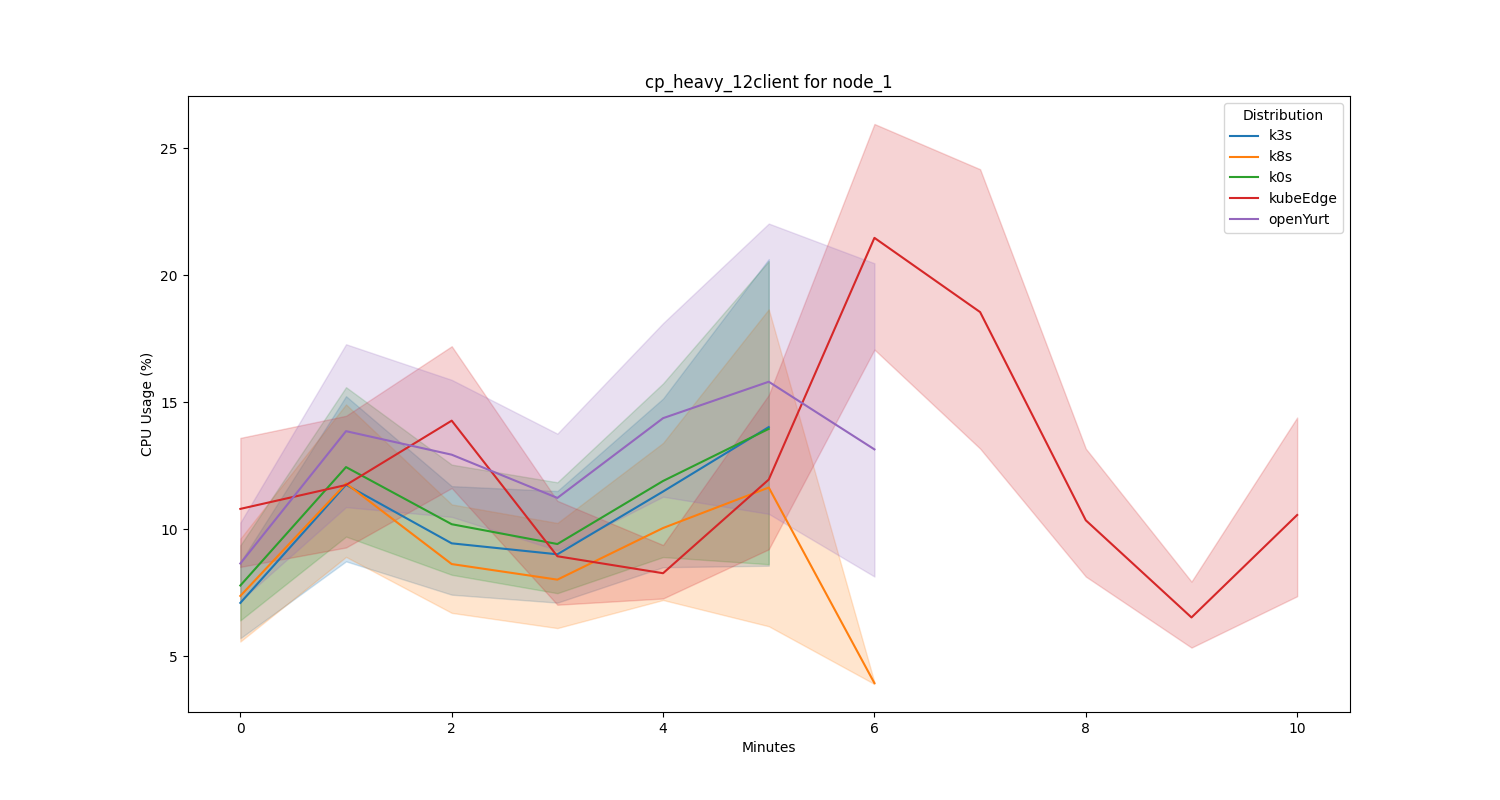 cp_heavy_12client for node_1
Distribution
k3s
k8s
k0s
kubeEdge
openYurt
CPU Usage (%)
25
20
15
10
5
0 2 4 6 8 10
Minutes